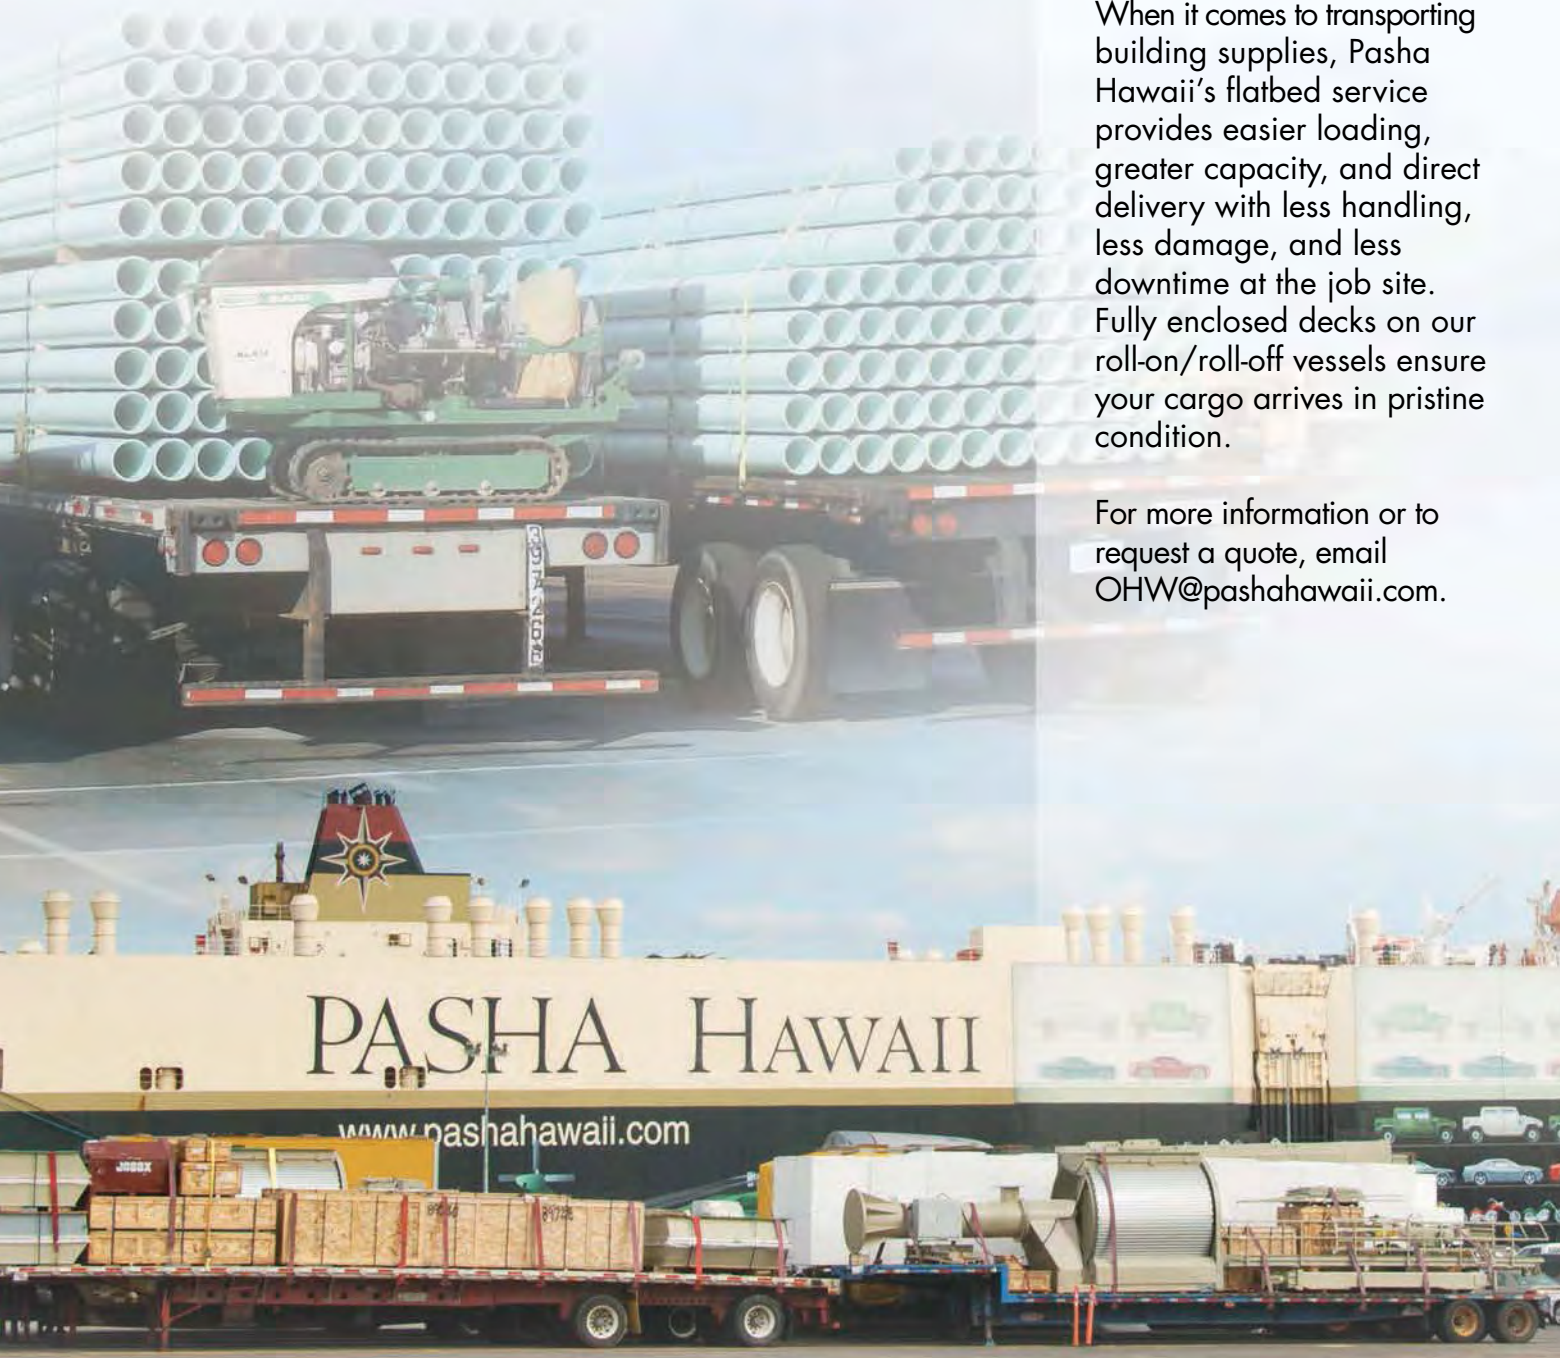 When it comes to transporting
building supplies, Pasha
Hawaii's flatbed service
provides easier loading,
greater capacity, and direct
delivery with less handling,
less damage, and less
downtime at the job site.
Fully enclosed decks on our
roll-on/roll-off vessels ensure
your cargo arrives in pristine
condition.
For more information or to
request a quote, email
OHW@pashahawaii.com.
PASHA HAWAII
www.pashahawaii.com
JOBOX